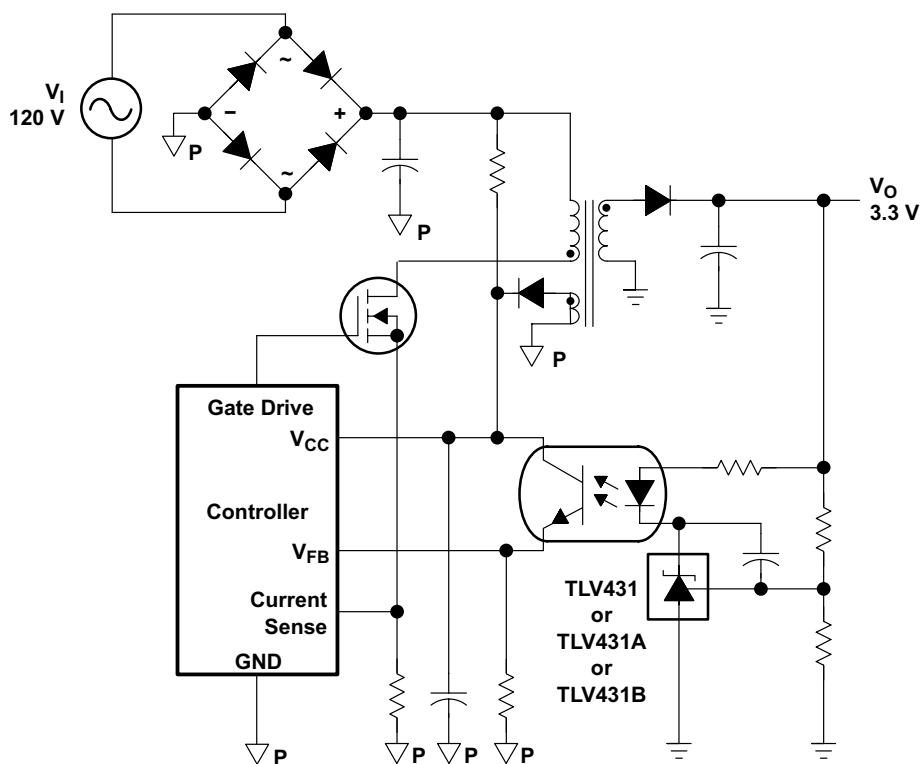 ~
V_I
120 V
−
+
P
~
P
V_O
3.3 V
P
Gate Drive
V_CC
Controller
V_FB
Current
Sense
GND
TLV431
or
TLV431A
or
TLV431B
P
P
P
P